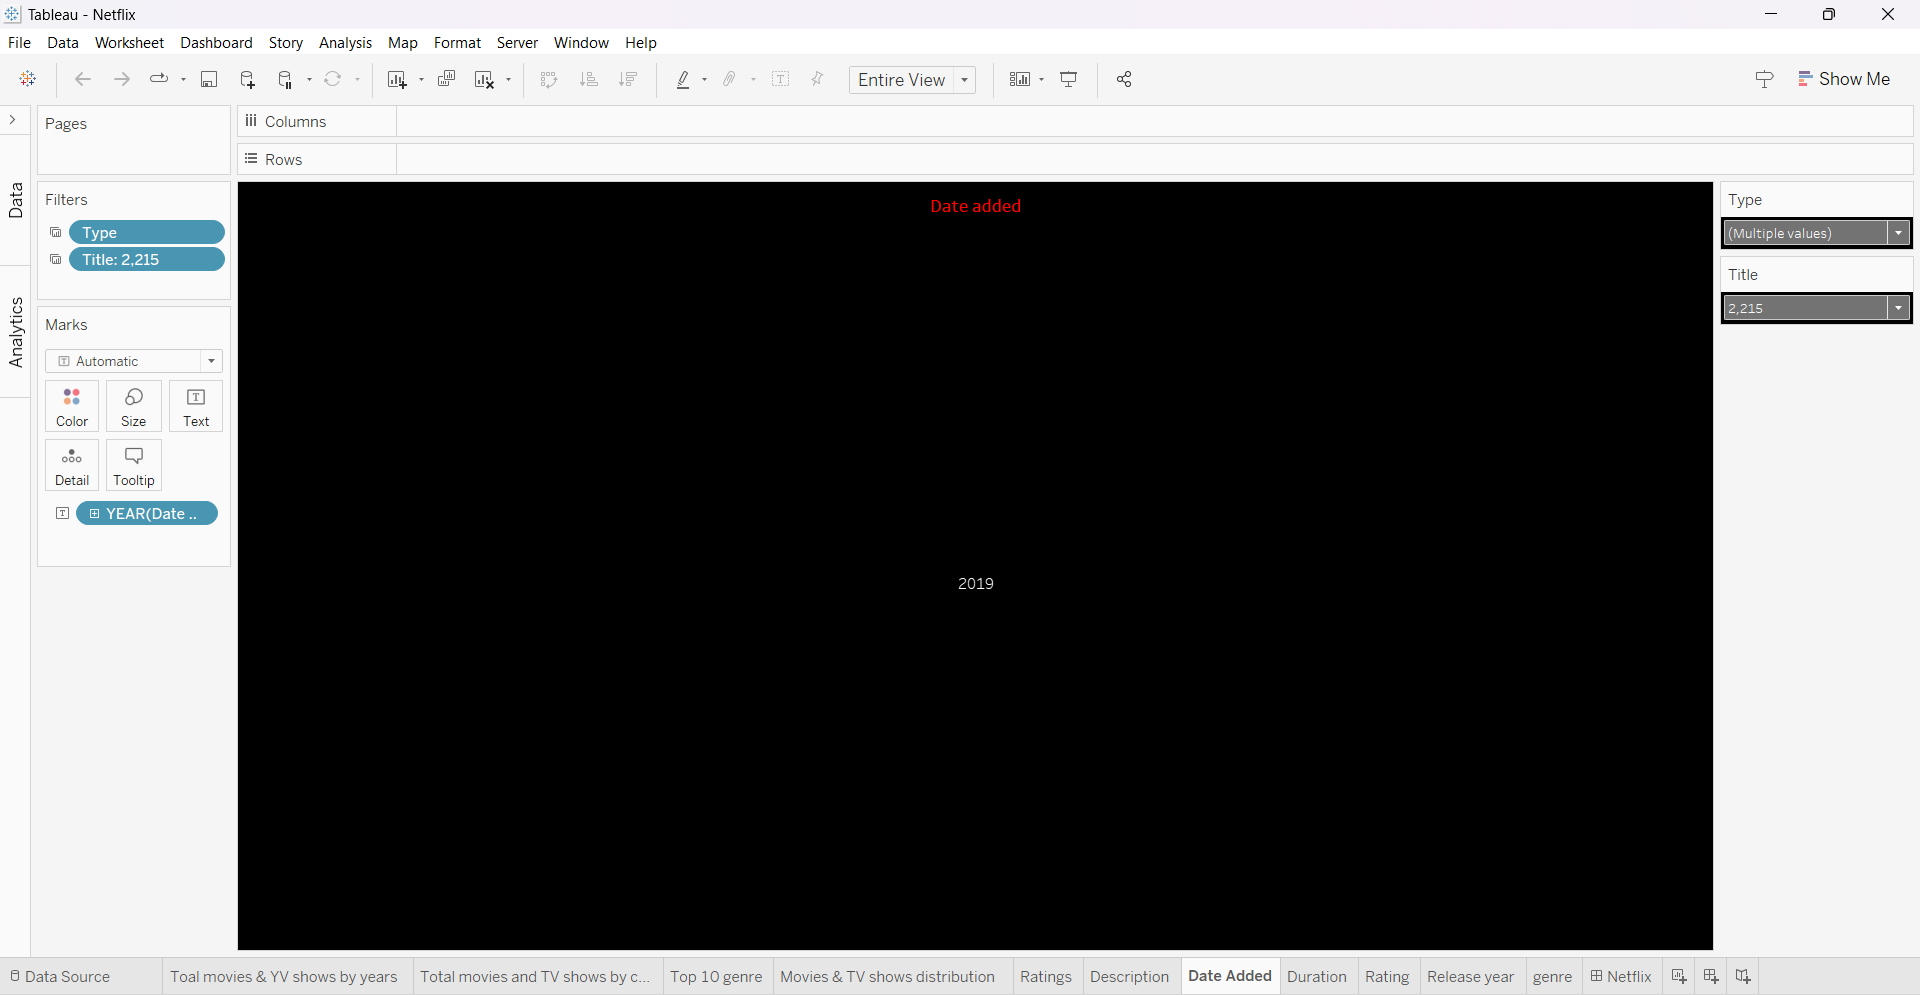 Tableau - Netflix
File Data Worksheet Dashboard Story Analysis Map Format Server Window Help
Entire View
Show Me
Pages
Columns
Rows
Data
Analytics
Filters
Type
Title: 2,215
Marks
Automatic
Color Size Text
Detail Tooltip
YEAR(Date ..
Date added
2019
Type
(Multiple values)
Title
2,215
Data Source Toal movies & YV shows by years Total movies and TV shows by c... Top 10 genre Movies & TV shows distribution Ratings Description Date Added Duration Rating Release year genre Netflix